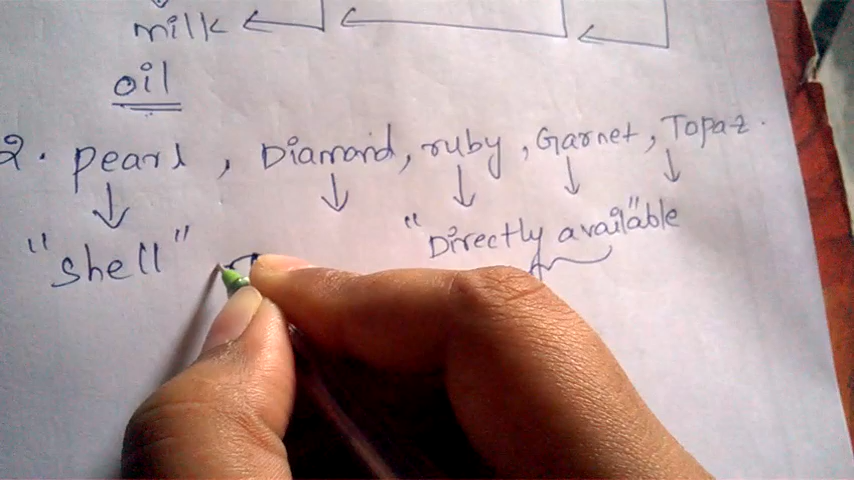 milk
oil
2. pearl, Diamond, ruby, Garnet, Topaz.
"shell" "Directly available"